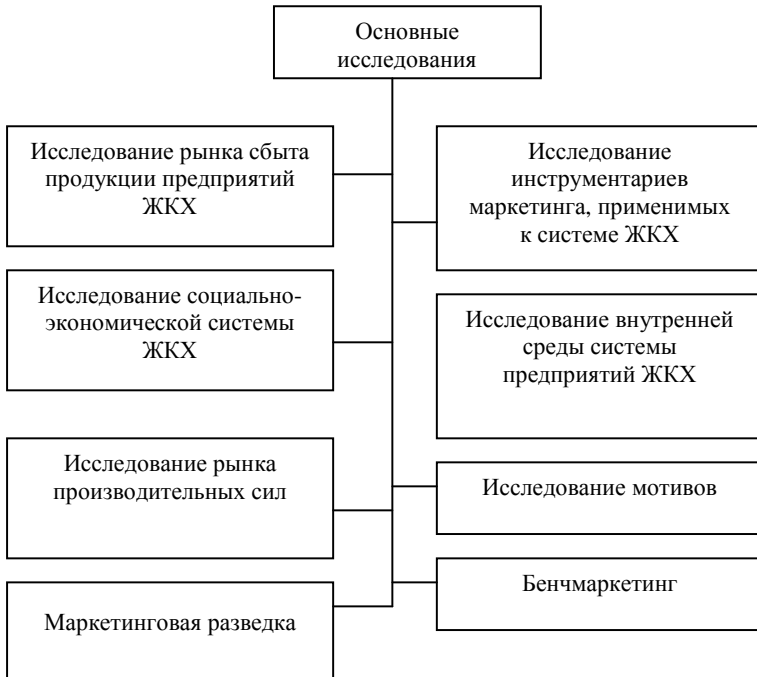 Основные
исследования
Исследование рынка сбыта
продукции предприятий
ЖКХ
Исследование
инструментариев
маркетинга, применимых
к системе ЖКХ
Исследование социально-
экономической системы
ЖКХ
Исследование внутренней
среды системы
предприятий ЖКХ
Исследование рынка
производительных сил
Исследование мотивов
Маркетинговая разведка
Бенчмаркетинг